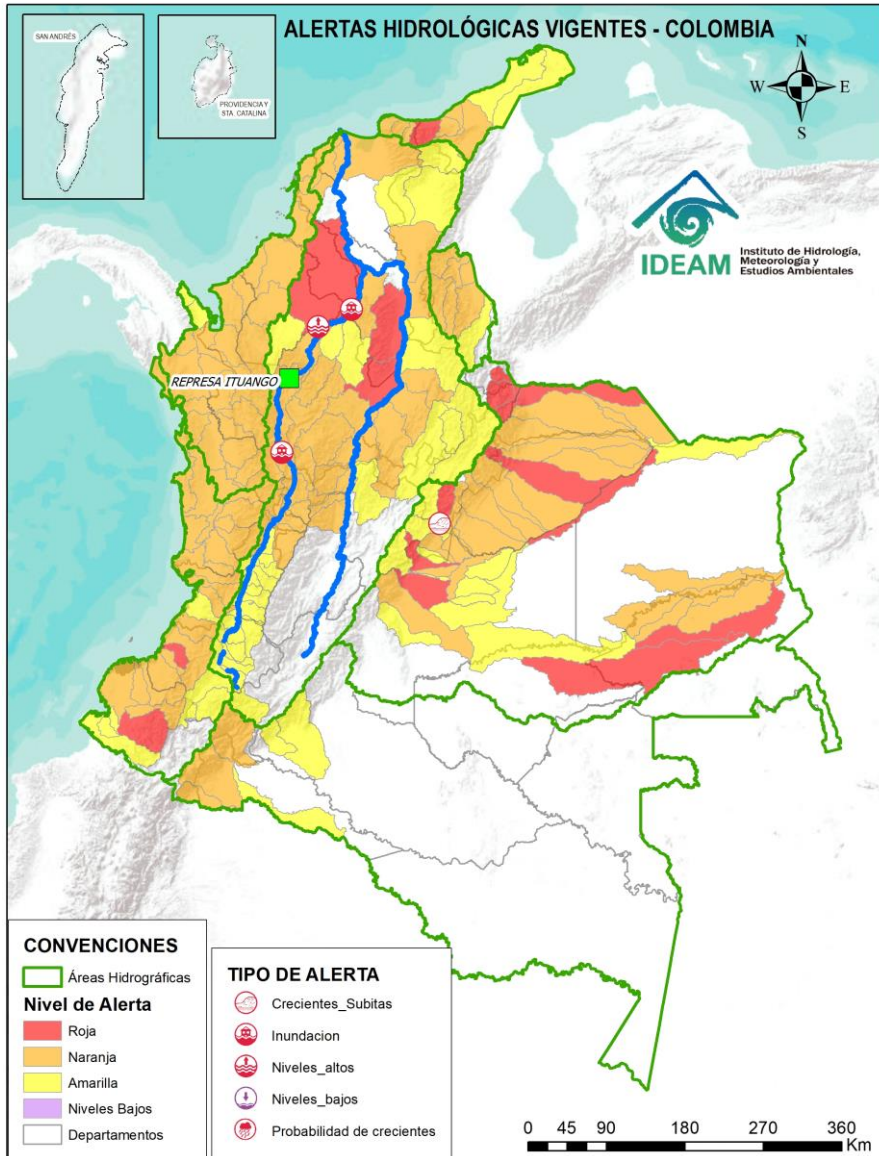 ALERTAS HIDROLÓGICAS VIGENTES - COLOMBIA
SAN ANDRÉS
PROVIDENCIA Y
STA. CATALINA
N
W E
S
IDEAM
Instituto de Hidrología,
Meteorología y
Estudios Ambientales
REPRESA ITUANGO
CONVENCIONES
Áreas Hidrográficas
Nivel de Alerta
Roja
Naranja
Amarilla
Niveles Bajos
Departamentos
TIPO DE ALERTA
Crecientes_Subitas
Inundacion
Niveles_altos
Niveles_bajos
Probabilidad de crecientes
0 45 90 180 270 360
Km